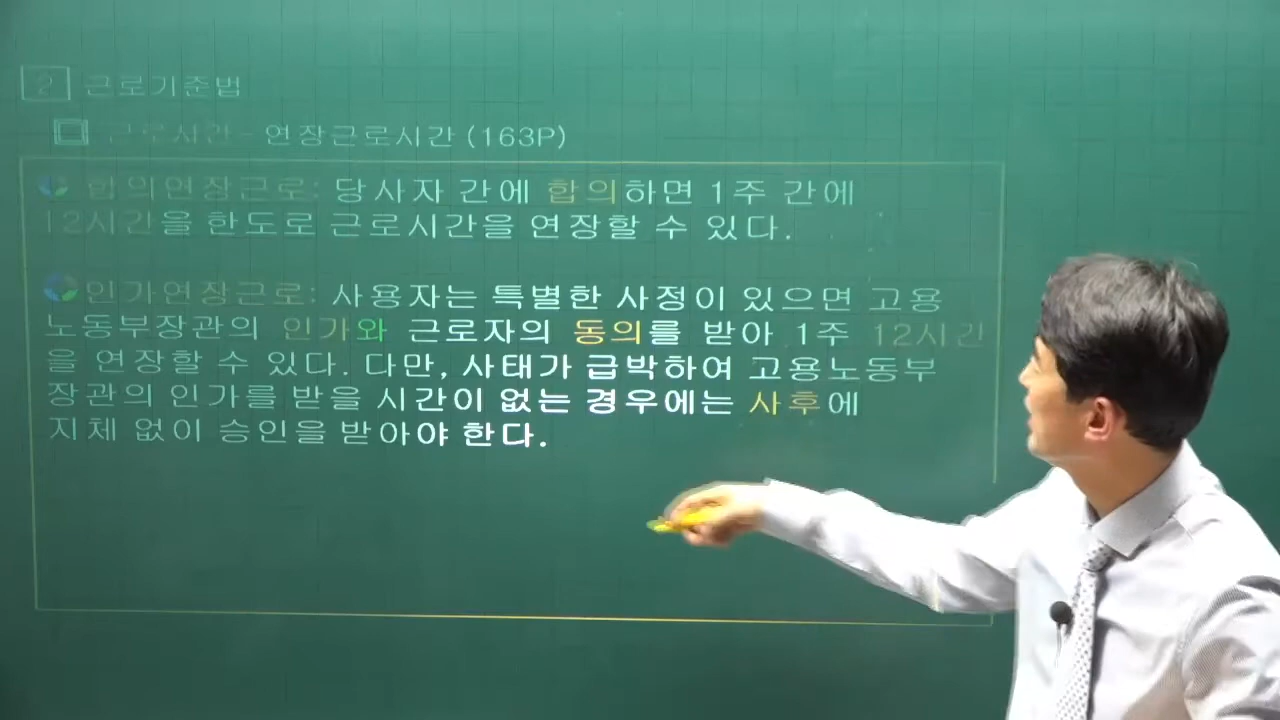 2 근로기준법
근로시간 - 연장근로시간 (163P)
합의연장근로: 당사자 간에 합의하면 1주 간에
12시간을 한도로 근로시간을 연장할 수 있다.
인가연장근로: 사용자는 특별한 사정이 있으면 고용
노동부장관의 인가와 근로자의 동의를 받아 1주 12시간
을 연장할 수 있다. 다만, 사태가 급박하여 고용노동부
장관의 인가를 받을 시간이 없는 경우에는 사후에
지체 없이 승인을 받아야 한다.